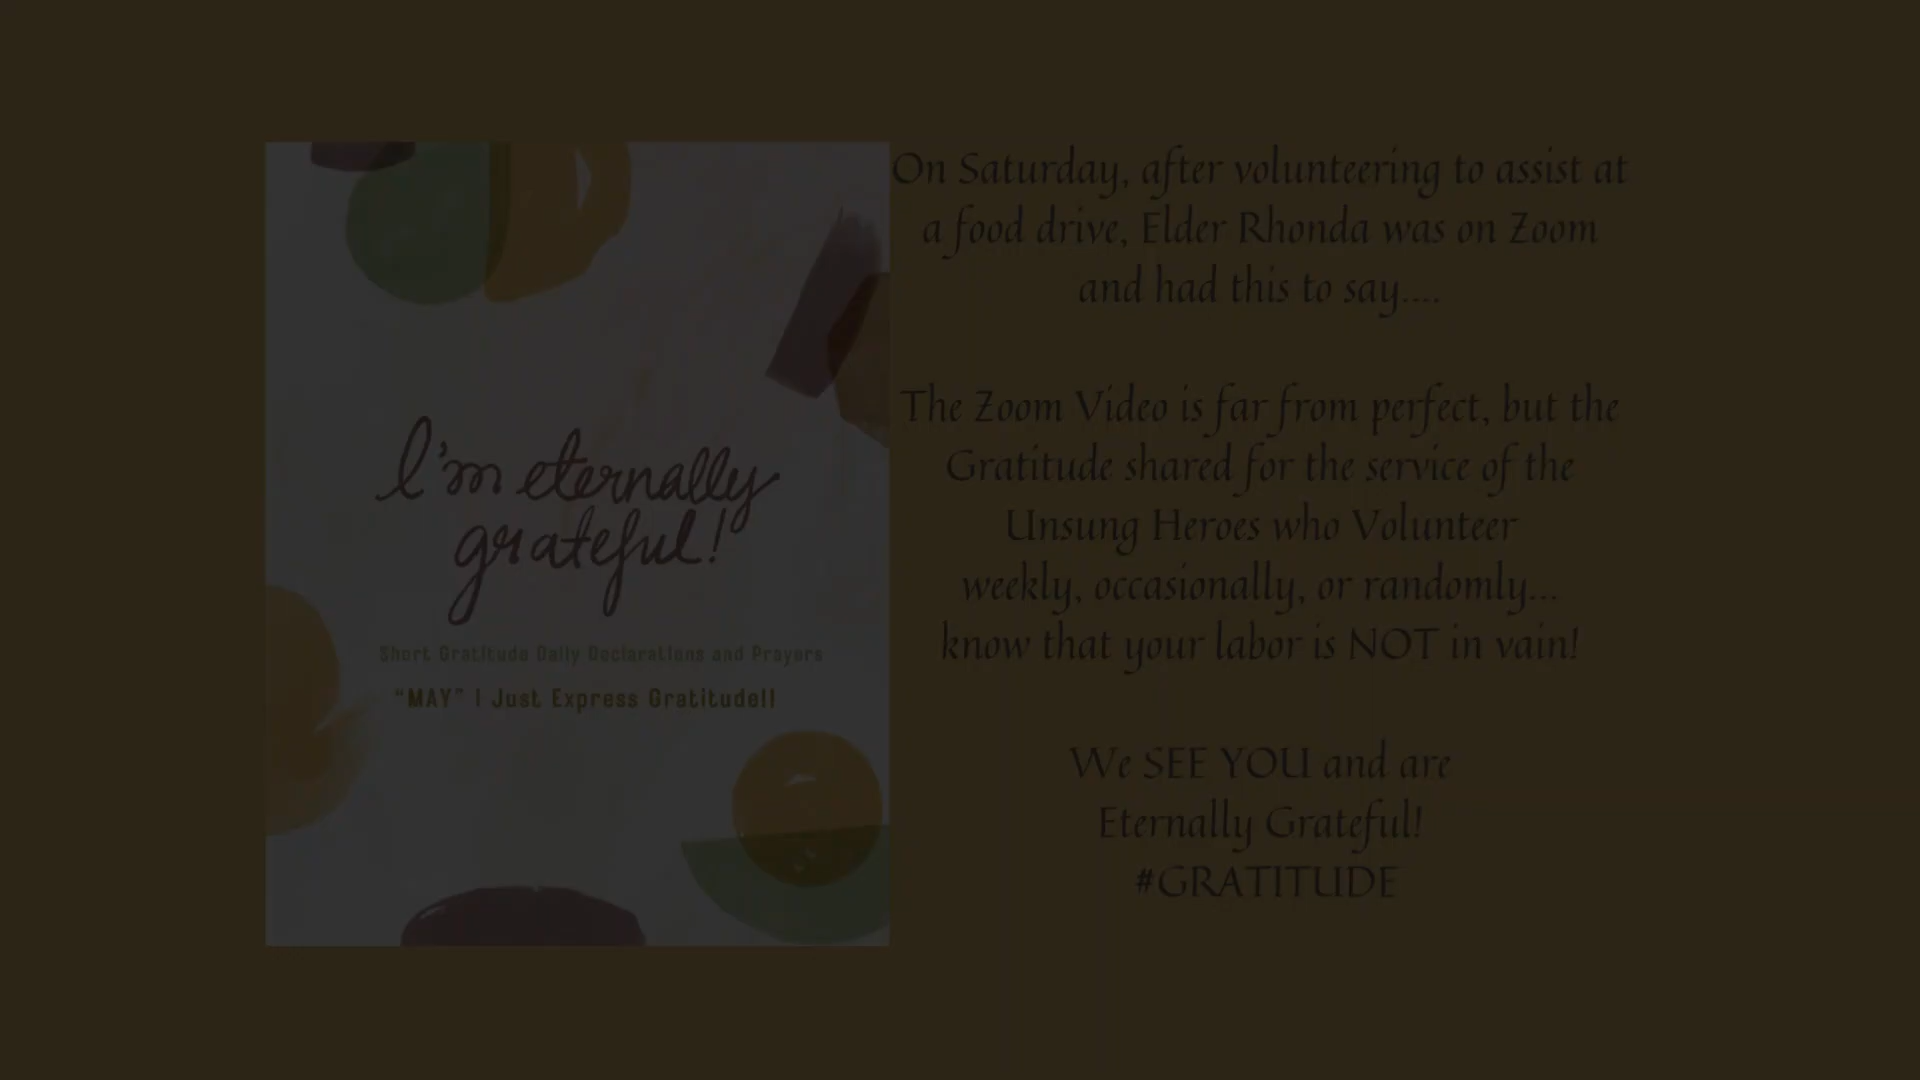 I'm eternally
grateful!
Short Gratitude Daily Declarations and Prayers
“MAY” I Just Express Gratitude!!
On Saturday, after volunteering to assist at
a food drive, Elder Rhonda was on Zoom
and had this to say....
The Zoom Video is far from perfect, but the
Gratitude shared for the service of the
Unsung Heroes who Volunteer
weekly, occasionally, or randomly...
know that your labor is NOT in vain!
We SEE YOU and are
Eternally Grateful!
#GRATITUDE